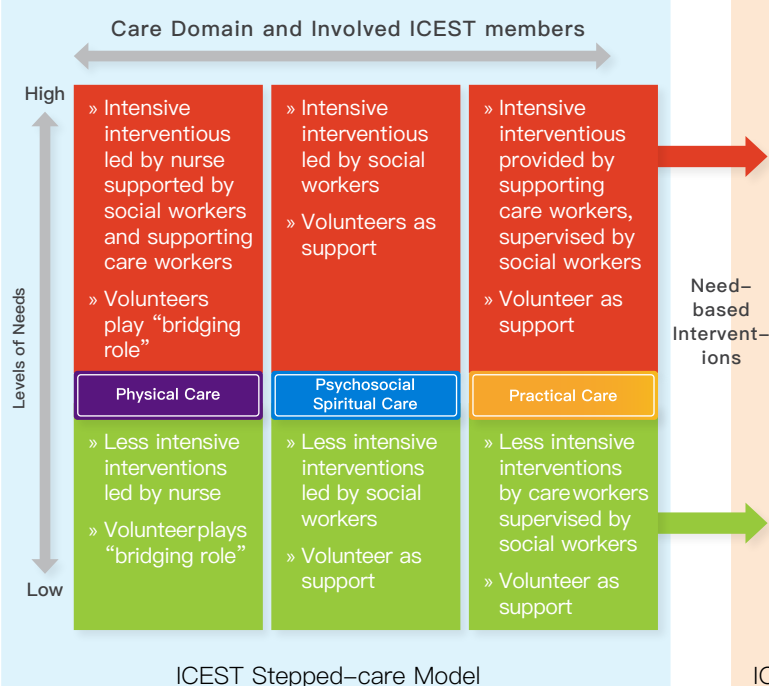 Care Domain and Involved ICEST members
High
Levels of Needs
Low
» Intensive
interventious
led by nurse
supported by
social workers
and supporting
care workers
» Volunteers
play “bridging
role”
» Intensive
interventious
led by social
workers
» Volunteers as
support
» Intensive
interventious
provided by
supporting
care workers,
supervised by
social workers
» Volunteer as
support
Physical Care
Psychosocial
Spiritual Care
Practical Care
» Less intensive
interventions
led by nurse
» Volunteer plays
“bridging role”
» Less intensive
interventions
led by social
workers
» Volunteer as
support
» Less intensive
interventions
by care workers
supervised by
social workers
» Volunteer as
support
Need–
based
Intervent–
ions
ICEST Stepped–care Model
IC